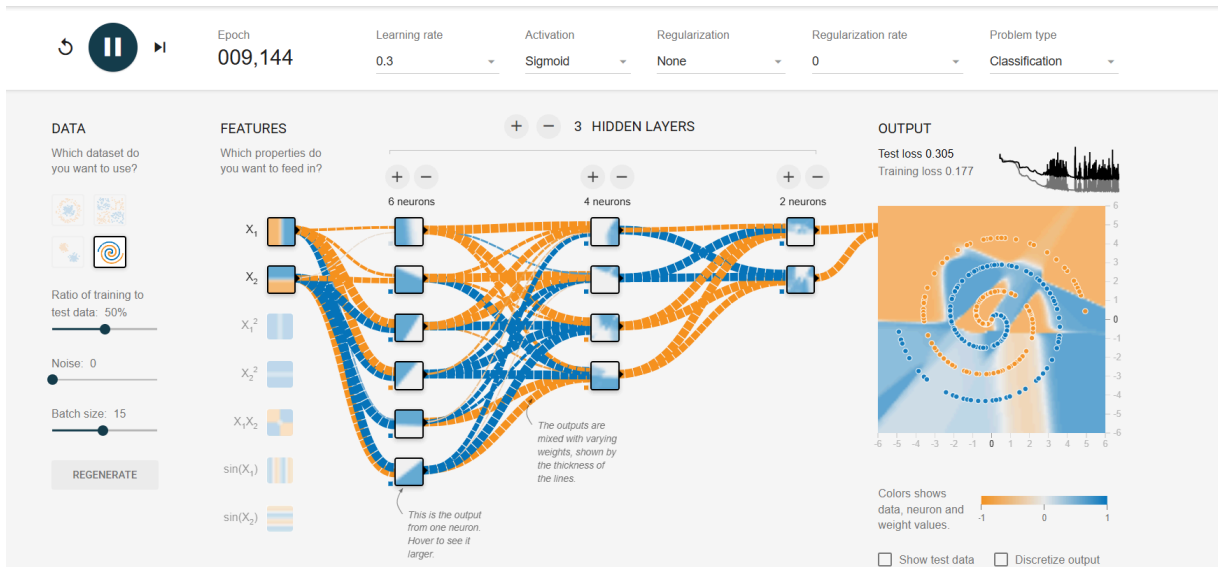 Epoch
009,144
Learning rate
0.3
Activation
Sigmoid
Regularization
None
Regularization rate
0
Problem type
Classification
DATA
Which dataset do
you want to use?
Ratio of training to
test data: 50%
Noise: 0
Batch size: 15
REGENERATE
FEATURES
Which properties do
you want to feed in?
X₁
X₂
X₁²
X₂²
X₁X₂
sin(X₁)
sin(X₂)
3 HIDDEN LAYERS
6 neurons
4 neurons
2 neurons
This is the output
from one neuron.
Hover to see it
larger.
The outputs are
mixed with varying
weights, shown by
the thickness of
the lines.
OUTPUT
Test loss 0.305
Training loss 0.177
6
5
4
3
2
1
0
-1
-2
-3
-4
-5
-6
-6 -5 -4 -3 -2 -1 0 1 2 3 4 5 6
Colors shows
data, neuron and
weight values.
-1 0 1
Show test data
Discretize output